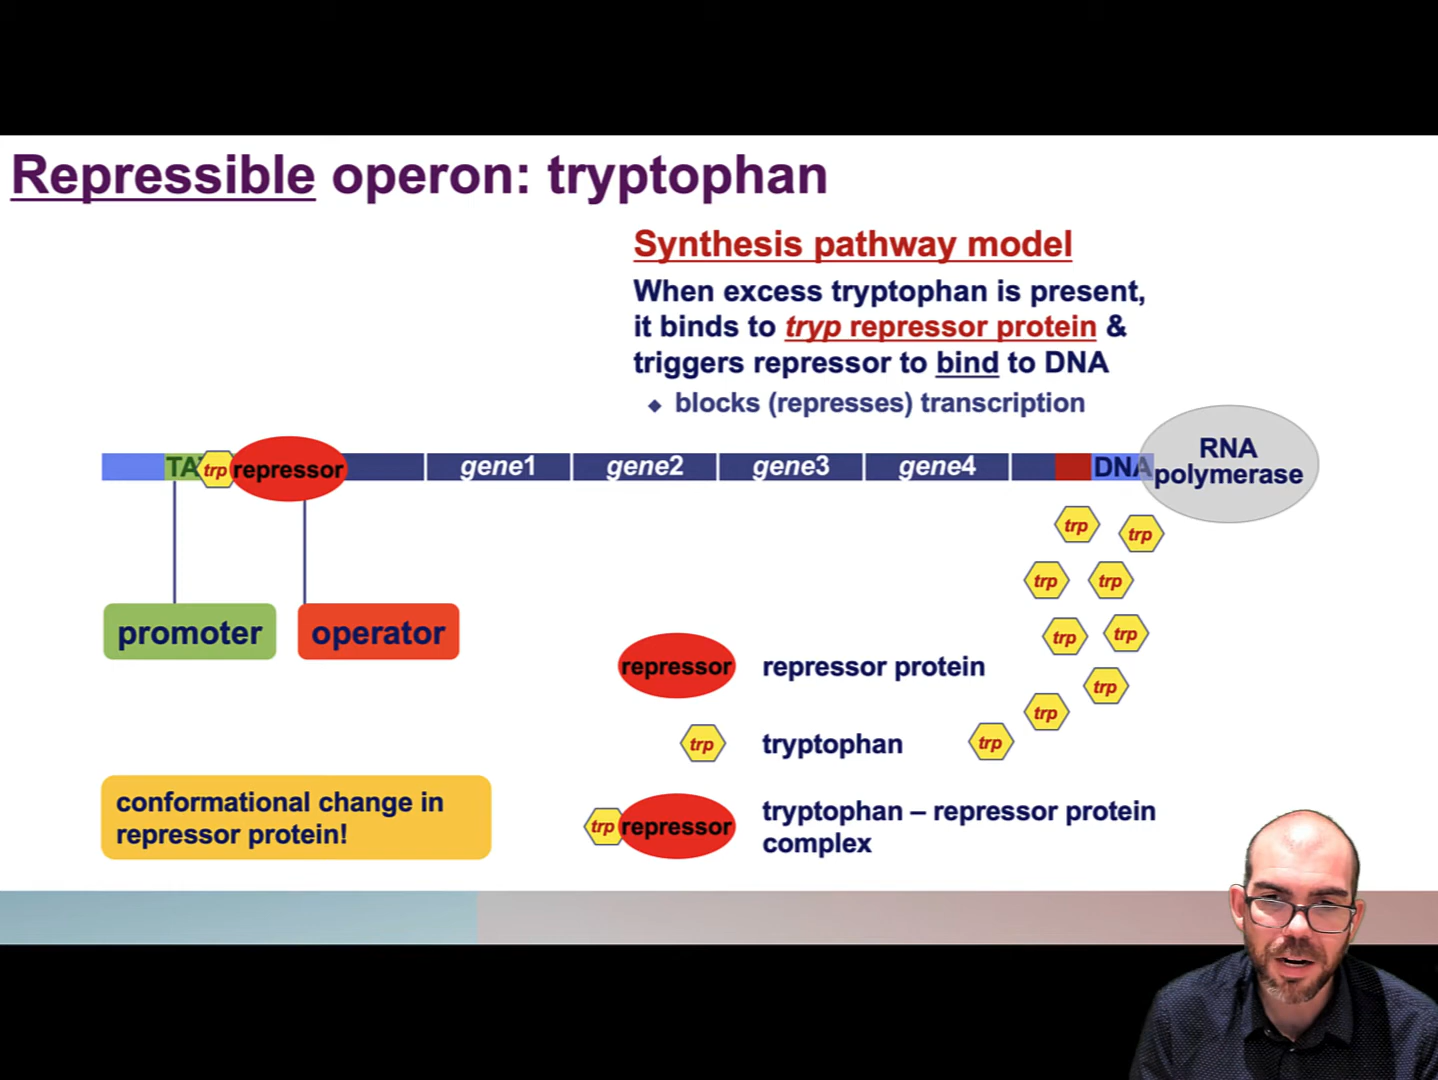 Repressible operon: tryptophan
Synthesis pathway model
When excess tryptophan is present,
it binds to tryp repressor protein &
triggers repressor to bind to DNA
◆ blocks (represses) transcription
TA trp repressor gene1 gene2 gene3 gene4 DNA
RNA
polymerase
trp
trp
trp
trp
trp
trp
trp
trp
trp
promoter
operator
repressor repressor protein
trp tryptophan
trp repressor tryptophan – repressor protein
complex
conformational change in
repressor protein!